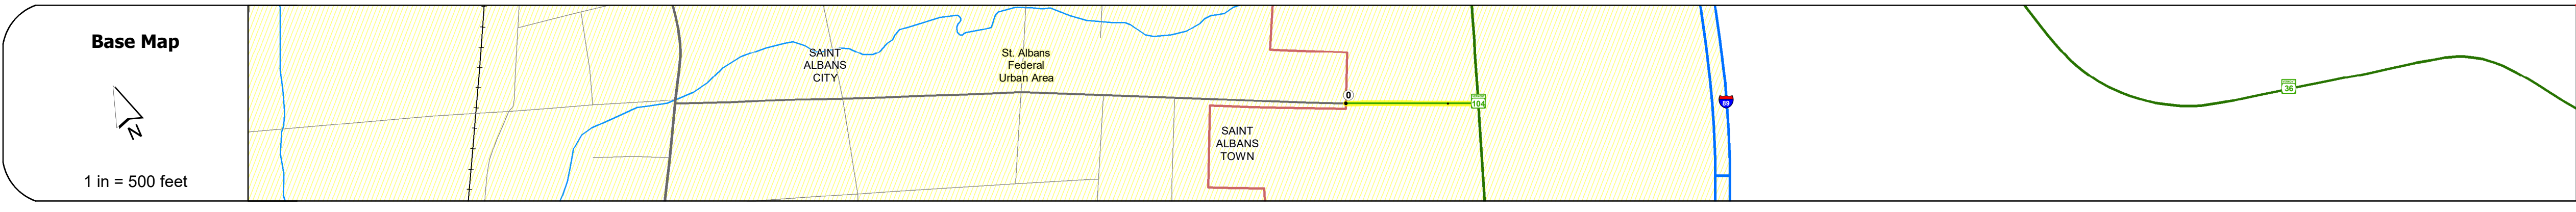 Base Map
N
1 in = 500 feet
SAINT
ALBANS
CITY
St. Albans
Federal
Urban Area
SAINT
ALBANS
TOWN
0
104
89
36